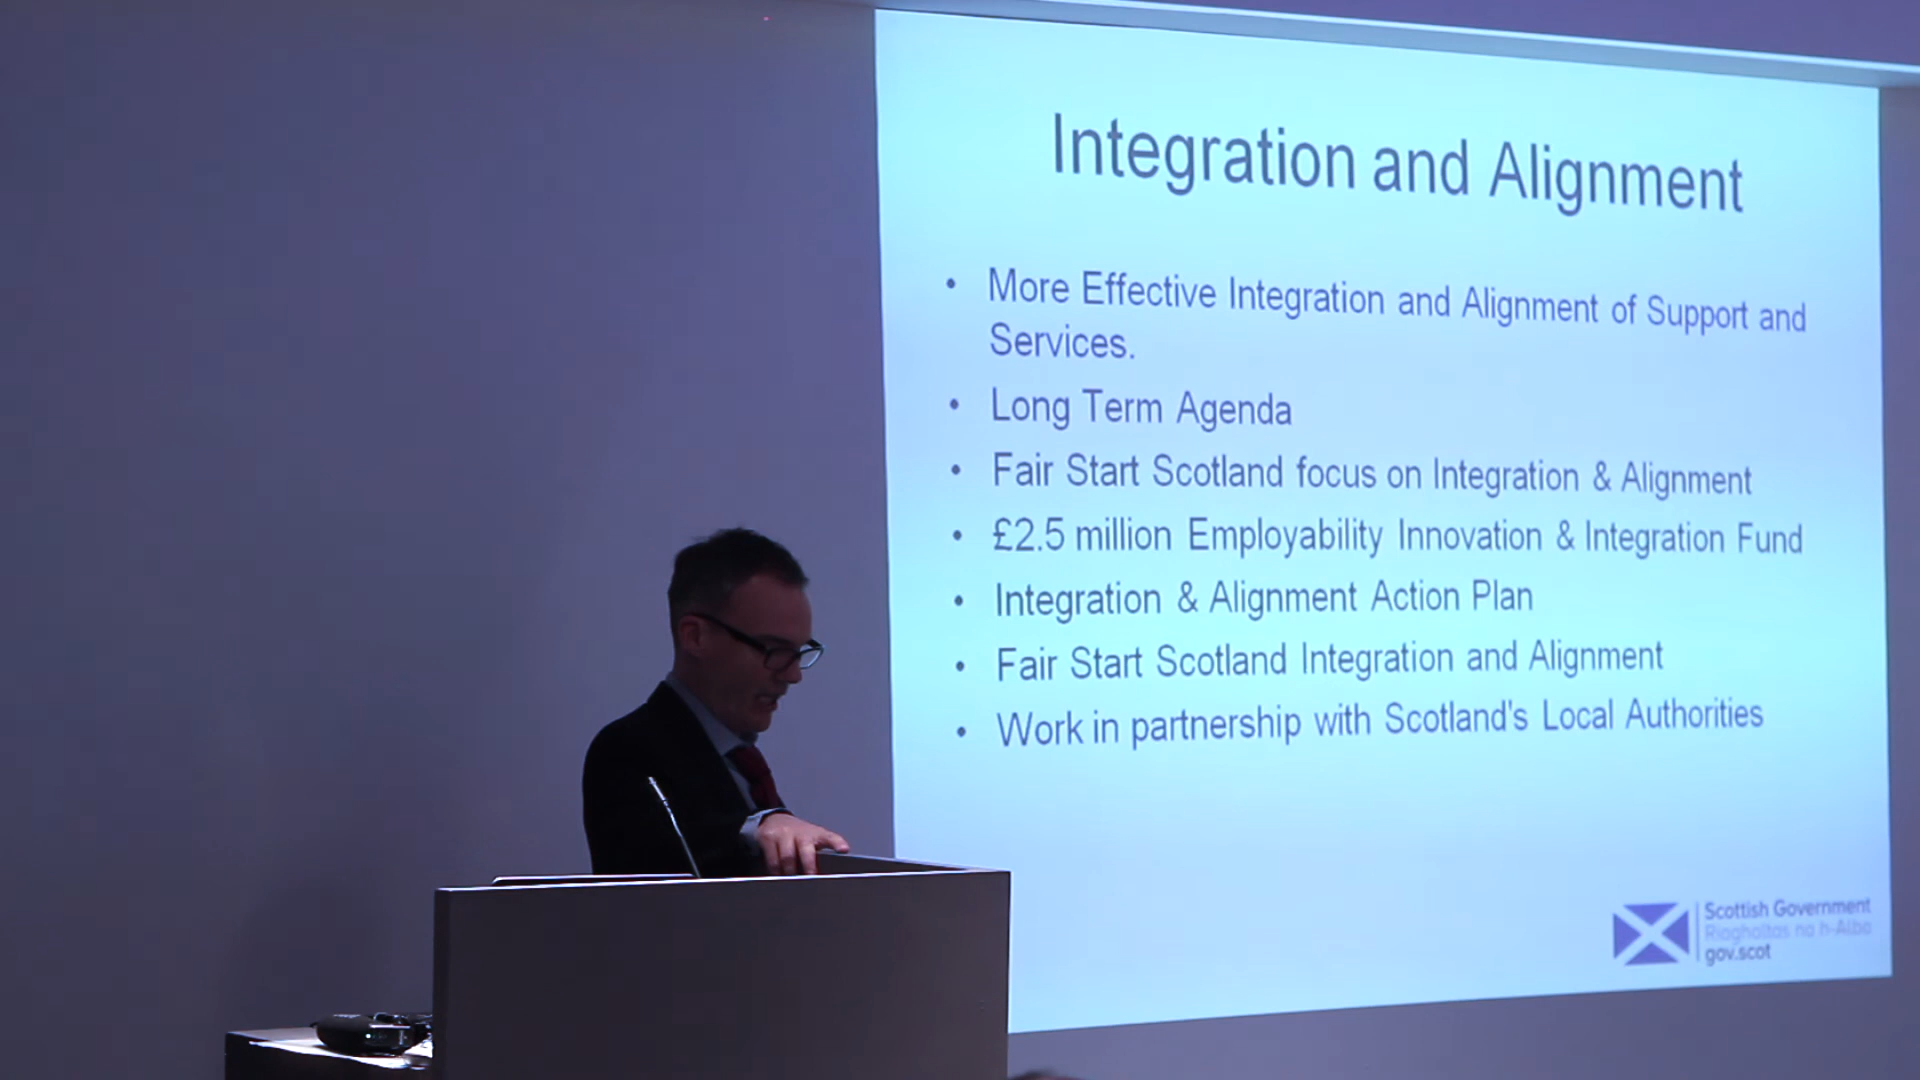 Integration and Alignment
• More Effective Integration and Alignment of Support and
Services.
• Long Term Agenda
• Fair Start Scotland focus on Integration & Alignment
• £2.5 million Employability Innovation & Integration Fund
• Integration & Alignment Action Plan
• Fair Start Scotland Integration and Alignment
• Work in partnership with Scotland's Local Authorities
Scottish Government
Riaghaltas na h-Alba
gov.scot